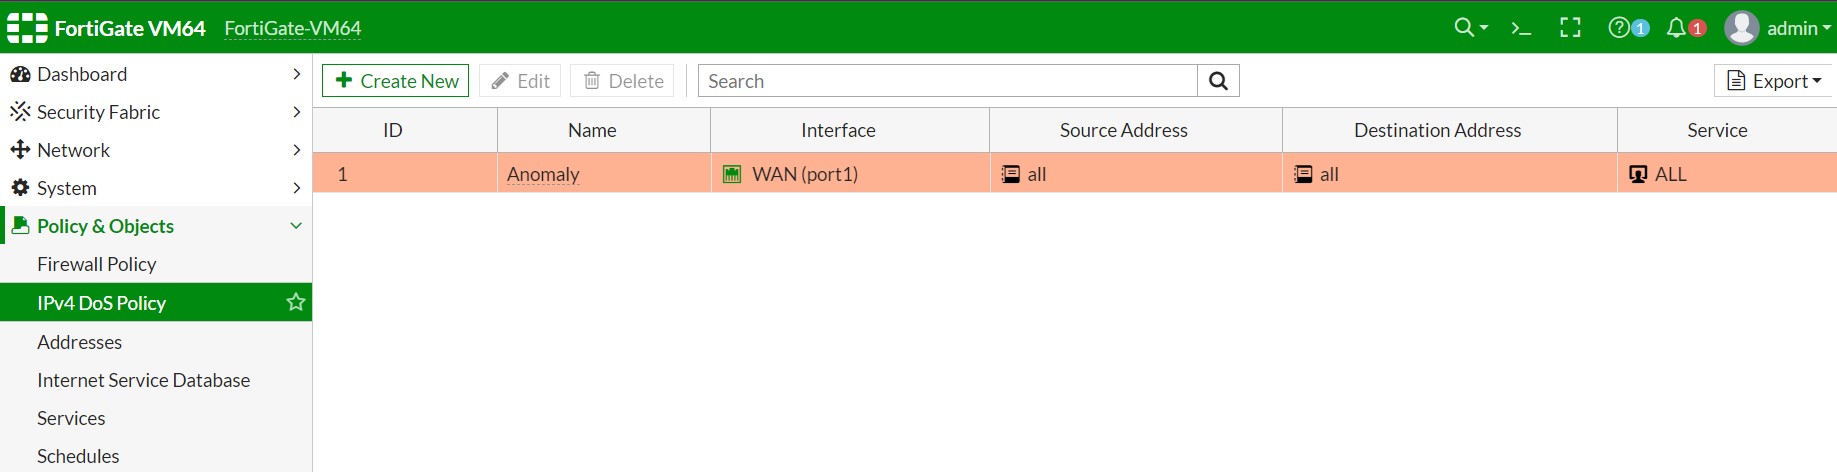 FortiGate VM64 FortiGate-VM64 >_ 1 1 admin
Dashboard
Security Fabric
Network
System
Policy & Objects
Firewall Policy
IPv4 DoS Policy
Addresses
Internet Service Database
Services
Schedules
Create New Edit Delete Search Export
ID Name Interface Source Address Destination Address Service
1 Anomaly WAN (port1) all all ALL